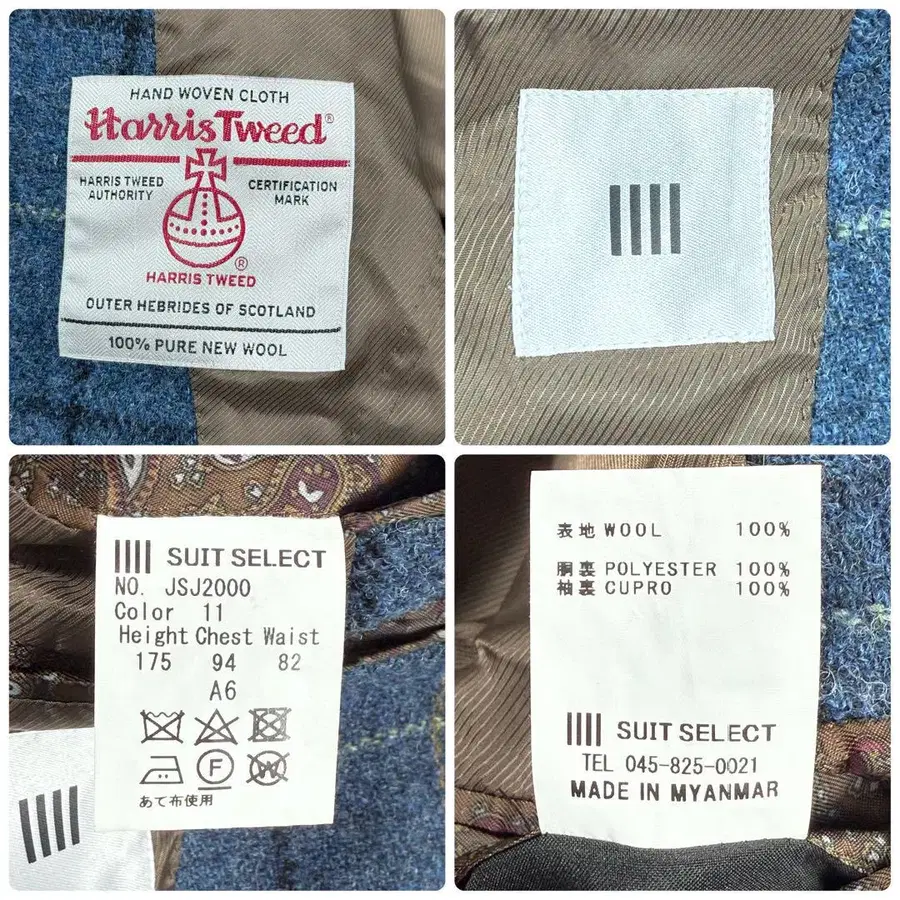 HAND WOVEN CLOTH
Harris Tweed®
HARRIS TWEED AUTHORITY
CERTIFICATION MARK
®
HARRIS TWEED
OUTER HEBRIDES OF SCOTLAND
100% PURE NEW WOOL
SUIT SELECT
NO. JSJ2000
Color 11
Height Chest Waist
175 94 82
A6
F
W
あて布使用
表地 WOOL 100%
胴裏 POLYESTER 100%
袖裏 CUPRO 100%
SUIT SELECT
TEL 045-825-0021
MADE IN MYANMAR